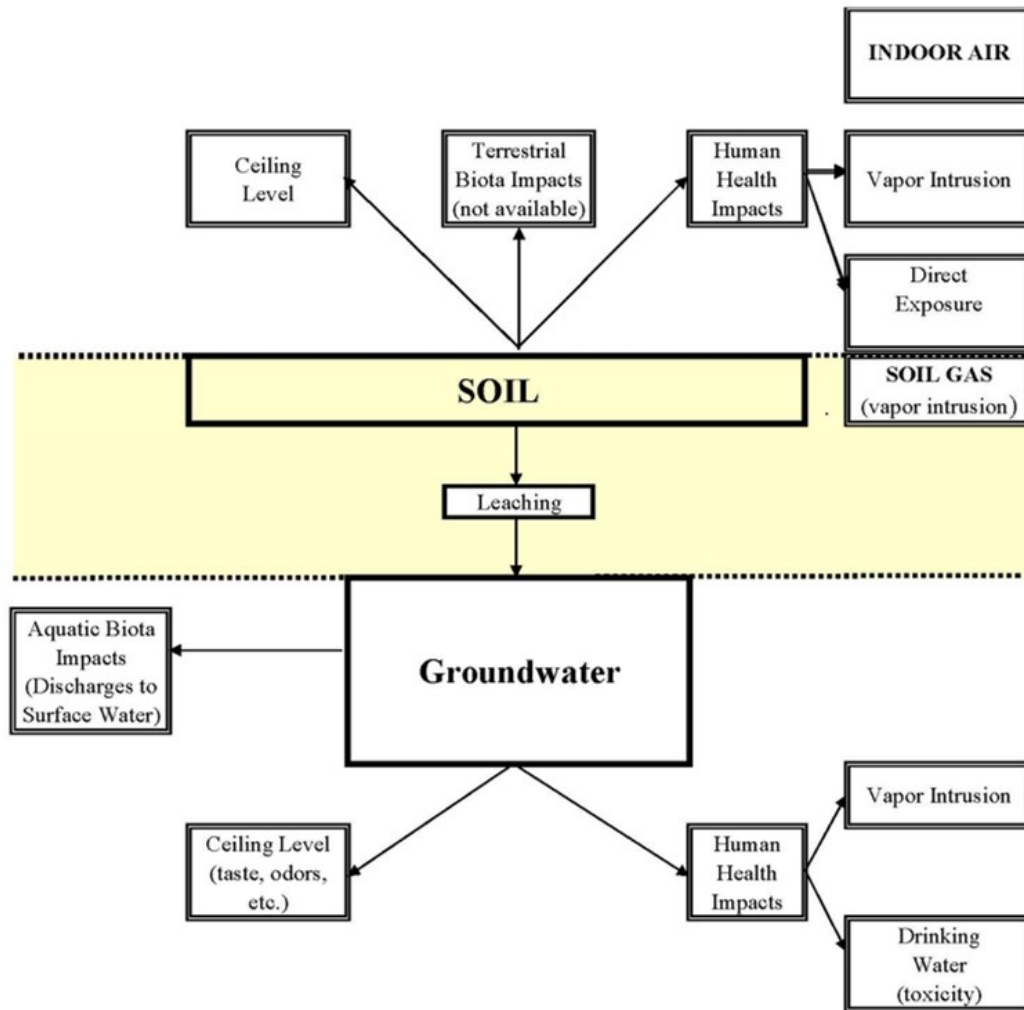 INDOOR AIR
Ceiling
Level
Terrestrial
Biota Impacts
(not available)
Human
Health
Impacts
Vapor Intrusion
Direct
Exposure
SOIL
SOIL GAS
(vapor intrusion)
Leaching
Groundwater
Aquatic Biota
Impacts
(Discharges to
Surface Water)
Ceiling Level
(taste, odors,
etc.)
Human
Health
Impacts
Vapor Intrusion
Drinking
Water
(toxicity)